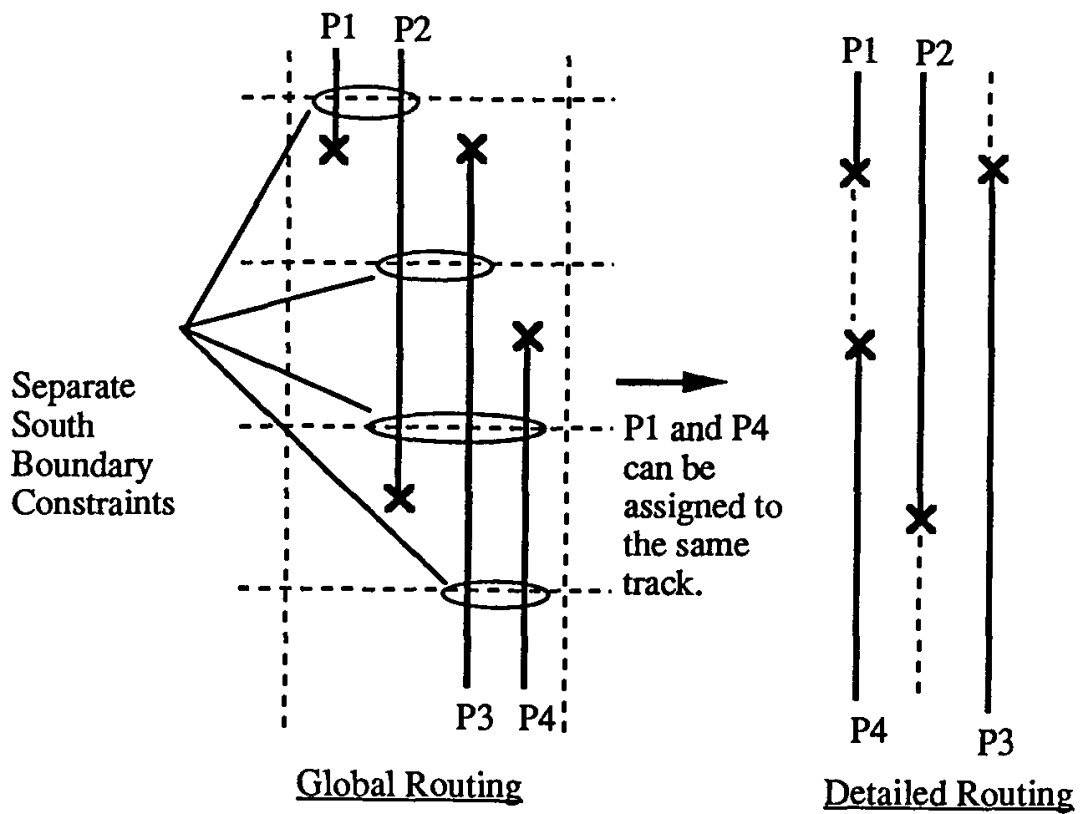 P1 P2
P1 P2
Separate
South
Boundary
Constraints
P1 and P4
can be
assigned to
the same
track.
P3 P4
P4
P3
Global Routing
Detailed Routing